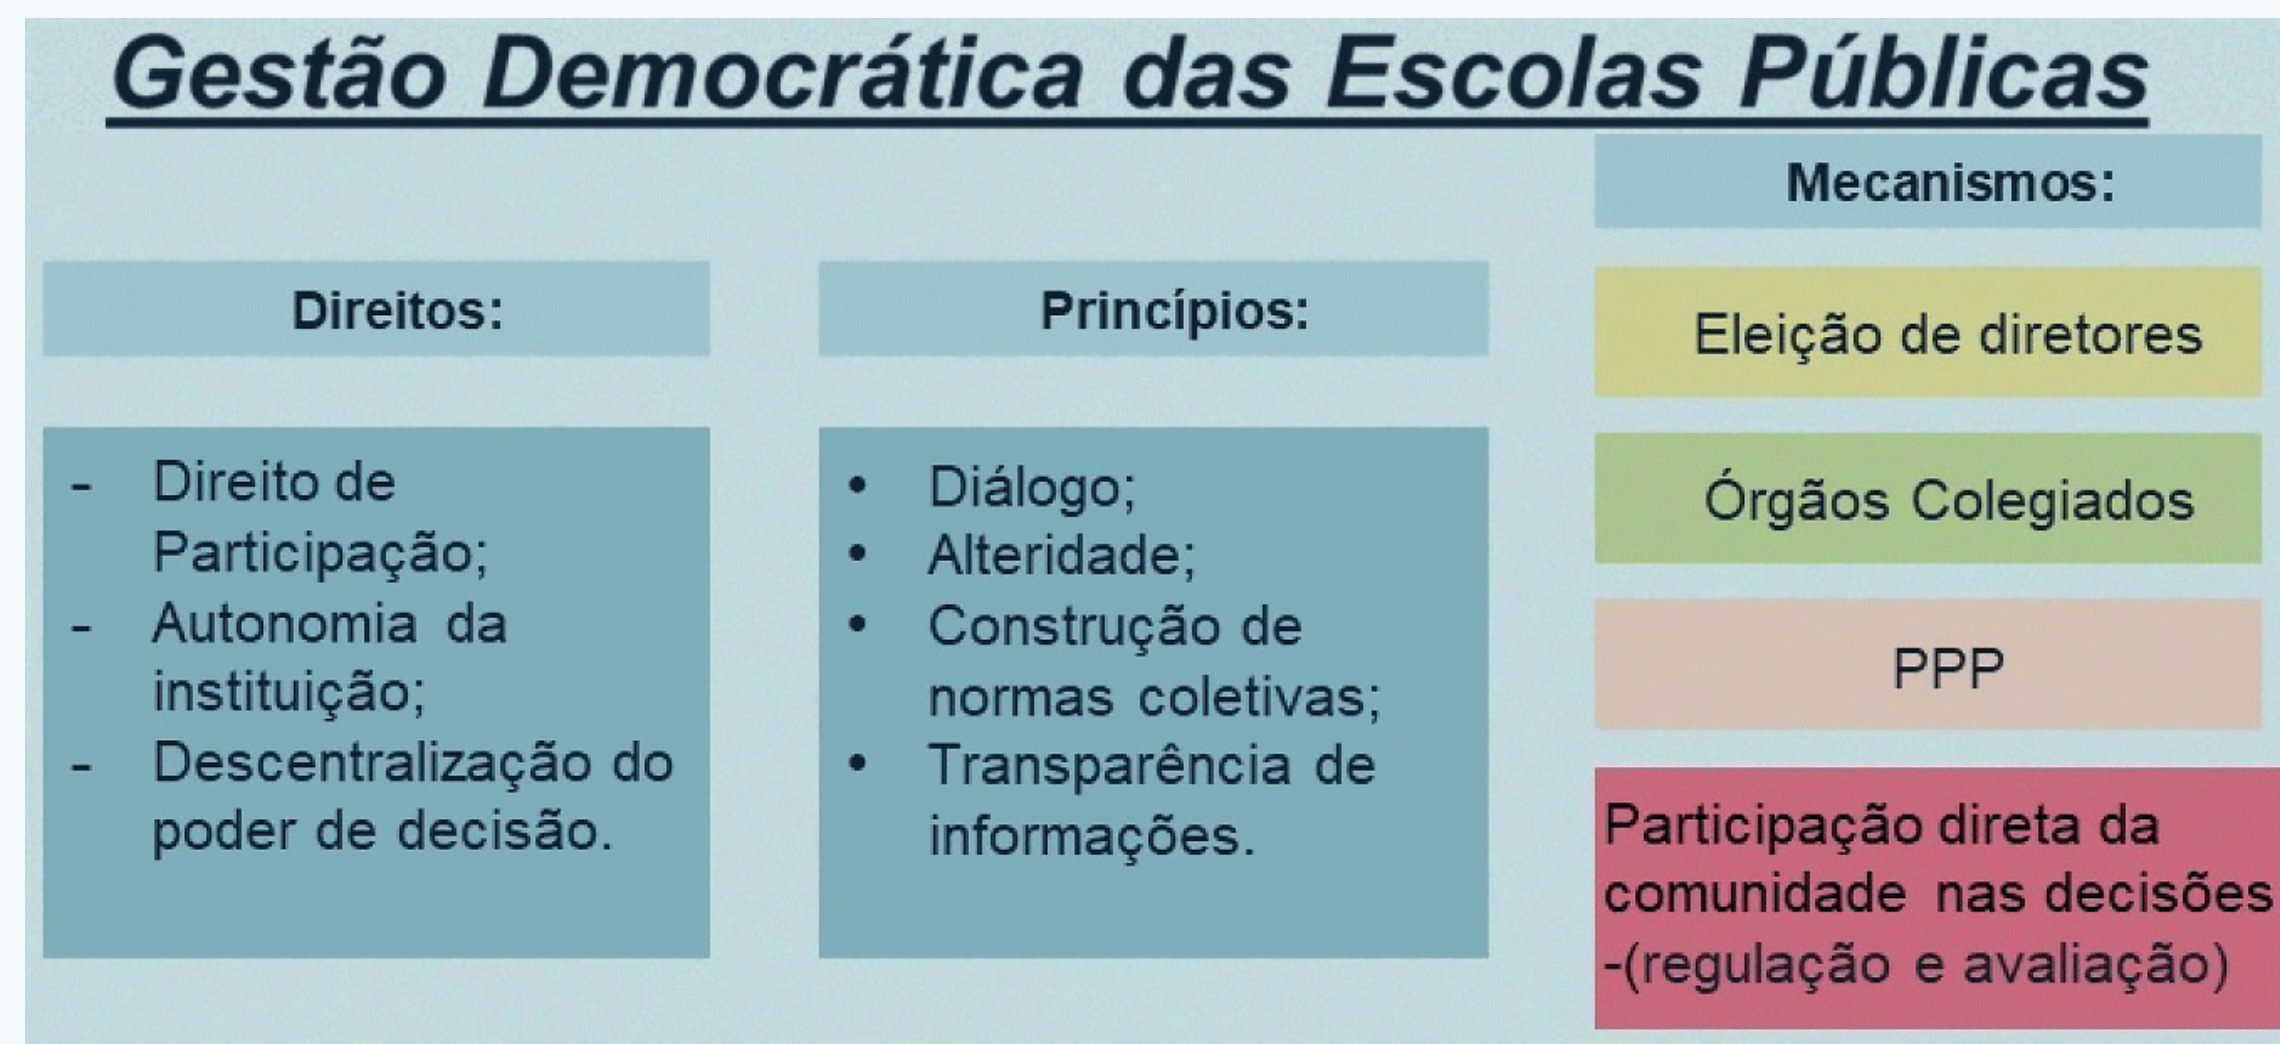 Gestão Democrática das Escolas Públicas
Direitos:
- Direito de
Participação;
- Autonomia da
instituição;
- Descentralização do
poder de decisão.
Princípios:
• Diálogo;
• Alteridade;
• Construção de
normas coletivas;
• Transparência de
informações.
Mecanismos:
Eleição de diretores
Órgãos Colegiados
PPP
Participação direta da
comunidade nas decisões
-(regulação e avaliação)